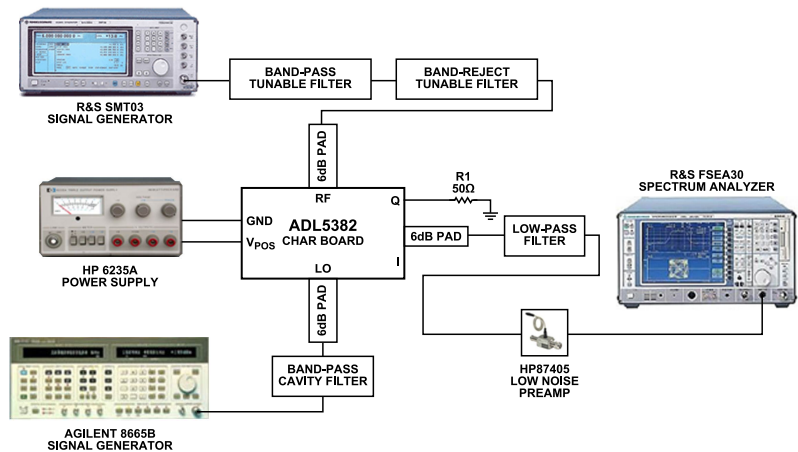 BAND-PASS
TUNABLE FILTER
BAND-REJECT
TUNABLE FILTER
R&S SMT03
SIGNAL GENERATOR
6dB PAD
RF
R1
50Ω
R&S FSEA30
SPECTRUM ANALYZER
GND
VPOS
ADL5382
CHAR BOARD
Q
I
LO
6dB PAD
LOW-PASS
FILTER
HP 6235A
POWER SUPPLY
6dB PAD
BAND-PASS
CAVITY FILTER
HP87405
LOW NOISE
PREAMP
AGILENT 8665B
SIGNAL GENERATOR